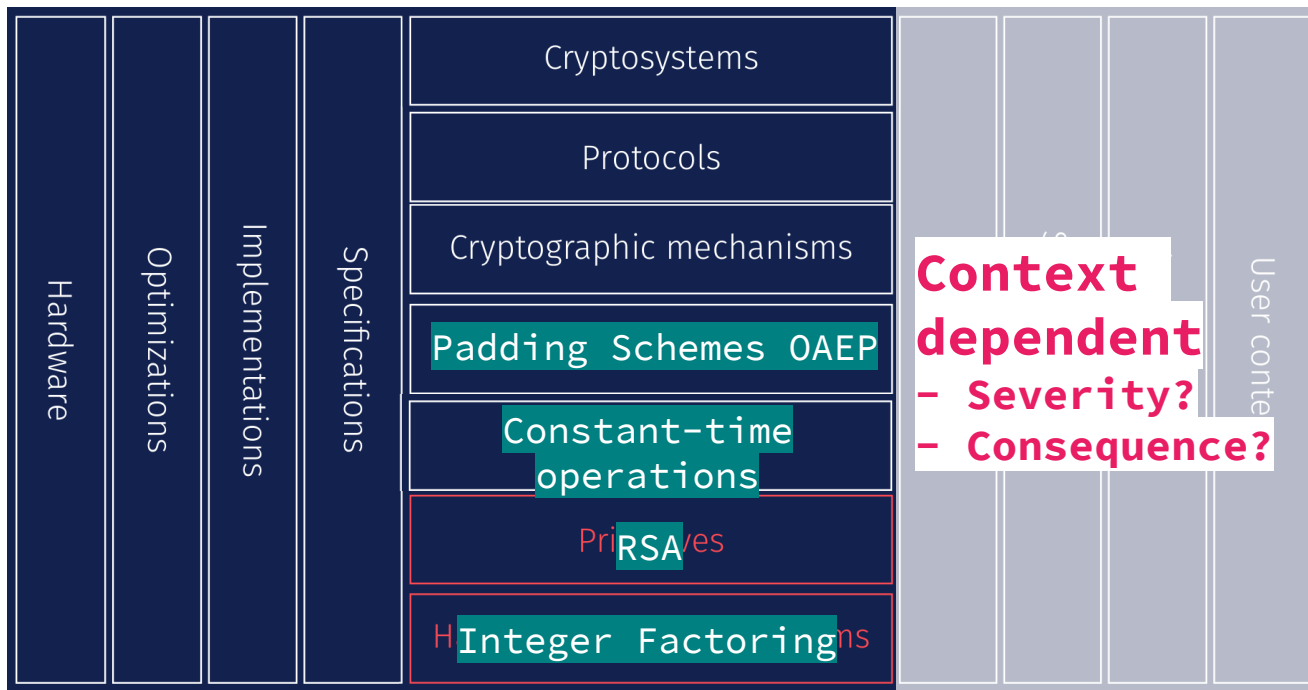 Hardware
Optimizations
Implementations
Specifications
Cryptosystems
Protocols
Cryptographic mechanisms
Padding Schemes OAEP
Constant-time
operations
RSA
Integer Factoring
Context
dependent
- Severity?
- Consequence?
User